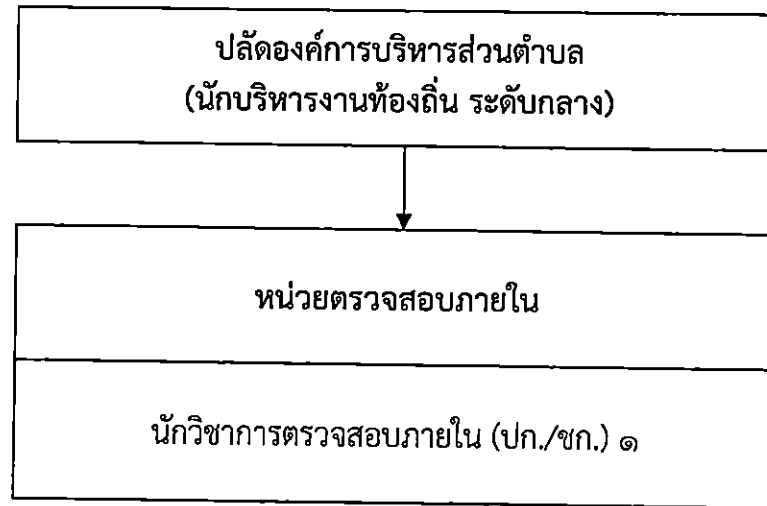 ปลัดองค์การบริหารส่วนตำบล
(นักบริหารงานท้องถิ่น ระดับกลาง)
หน่วยตรวจสอบภายใน
นักวิชาการตรวจสอบภายใน (ปก./ชก.) ๑